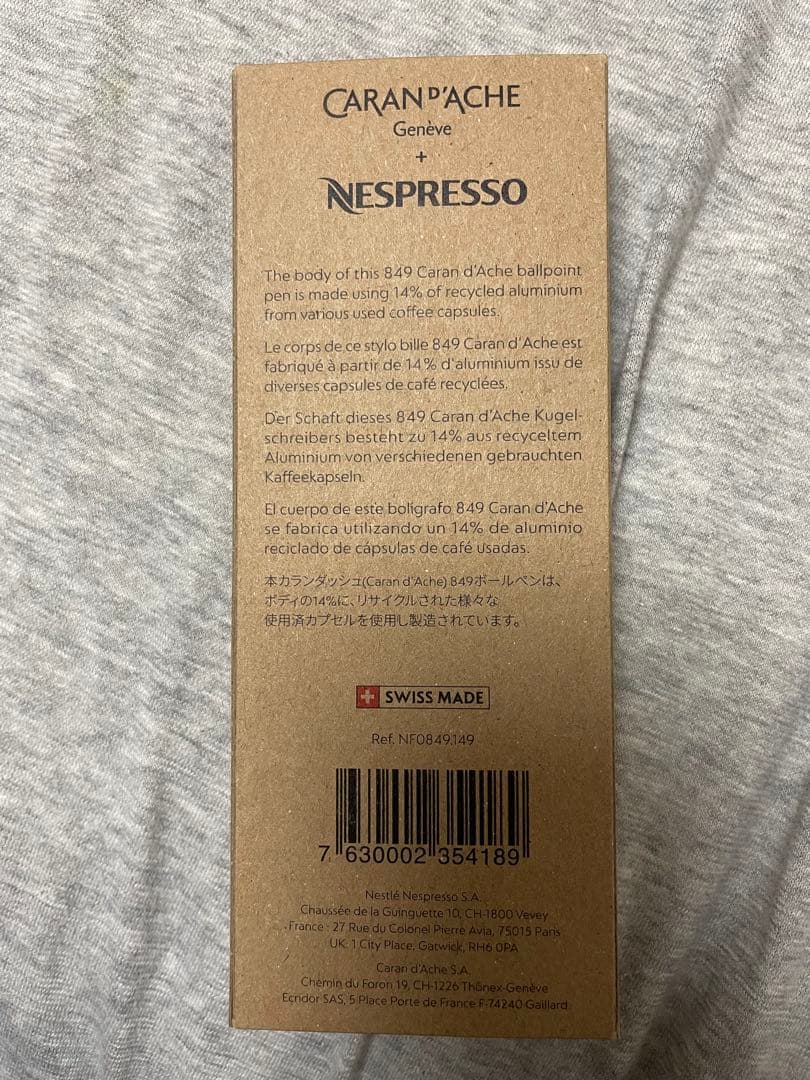 CARAN D'ACHE
Genève
+
NESPRESSO
The body of this 849 Caran d'Ache ballpoint
pen is made using 14% of recycled aluminium
from various used coffee capsules.
Le corps de ce stylo bille 849 Caran d'Ache est
fabriqué à partir de 14% d'aluminium issu de
diverses capsules de café recyclées.
Der Schaft dieses 849 Caran d'Ache Kugel-
schreibers besteht zu 14% aus recyceltem
Aluminium von verschiedenen gebrauchten
Kaffeekapseln.
El cuerpo de este bolígrafo 849 Caran d'Ache
se fabrica utilizando un 14% de aluminio
reciclado de cápsulas de café usadas.
本カランダッシュ(Caran d'Ache) 849ボールペンは、
ボディの14%に、リサイクルされた様々な
使用済カプセルを使用し製造されています。
SWISS MADE
Ref. NF0849.149
7 630002 354189
Nestlé Nespresso S.A.
Chaussée de la Guinguette 10, CH-1800 Vevey
France : 27 Rue du Colonel Pierre Avia, 75015 Paris
UK: 1 City Place, Gatwick, RH6 0PA
Caran d'Ache S.A.
Chemin du Foron 19, CH-1226 Thônex-Genève
Ecridor SAS, 5 Place Porte de France F-74240 Gaillard